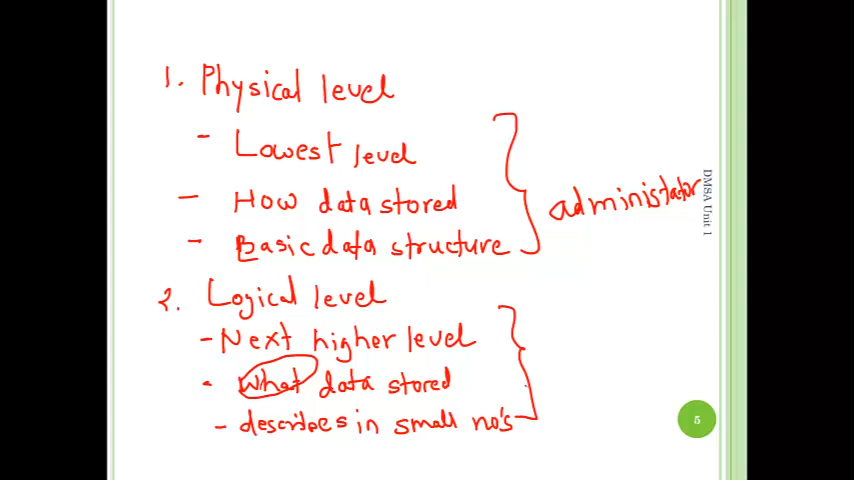 1. Physical level
- Lowest level
- How data stored
- Basic data structure
administator
2. Logical level
- Next higher level
- What data stored
- describes in small no's
DMSA Unit 1
5